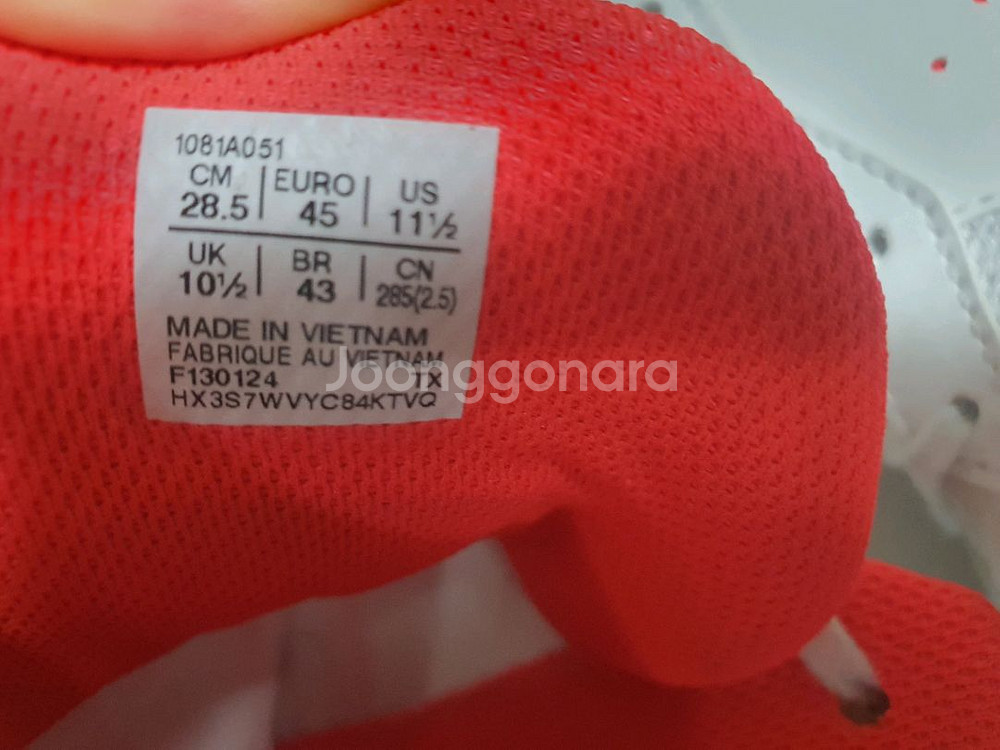 1081A051
CM EURO US
28.5 45 11½
UK BR CN
10½ 43 285(2.5)
MADE IN VIETNAM
FABRIQUE AU VIETNAM
F130124 TX
HX3S7WVYC84KTVQ
Joonggonara